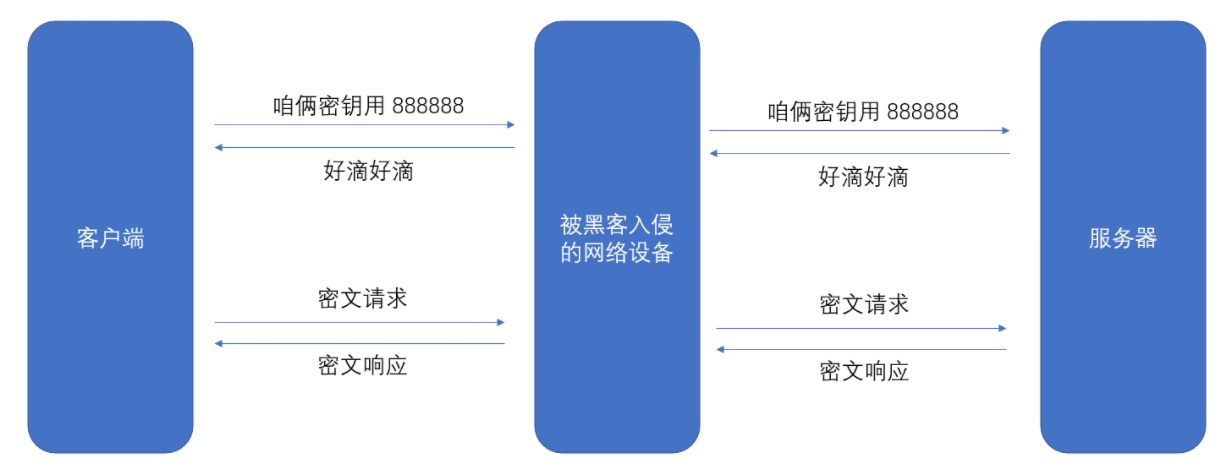 咱俩密钥用 888888
咱俩密钥用 888888
好滴好滴
好滴好滴
客户端
被黑客入侵
的网络设备
服务器
密文请求
密文请求
密文响应
密文响应